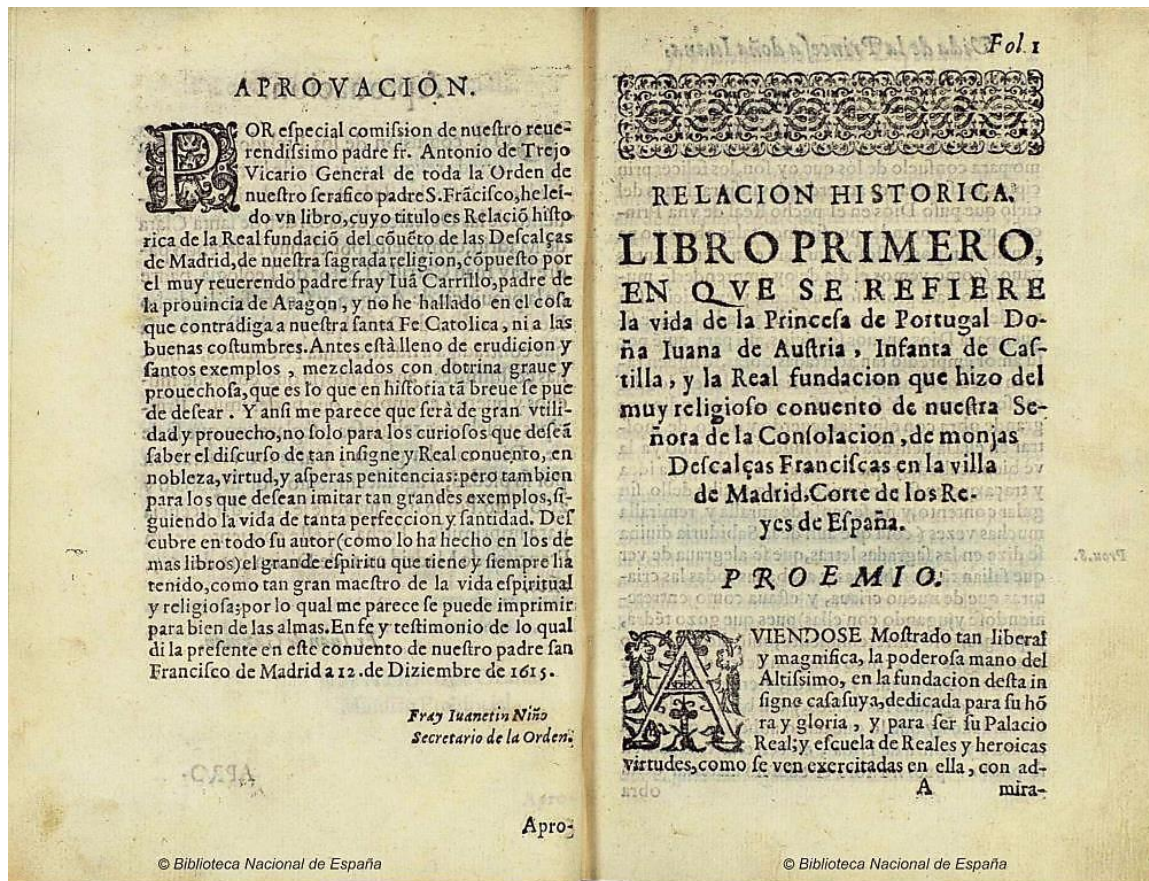 APROVACION.
POR eſpecial comiſsion de nueſtro reue-
rendiſsimo padre fr. Antonio de Trejo
Vicario General de toda la Orden de
nueſtro ſerafico padre S. Frãciſco, he lei-
do vn libro, cuyo titulo es Relaciõ hiſto
rica de la Real fundaciõ del cõuẽto de las Deſcalças
de Madrid, de nueſtra ſagrada religion, cõpueſto por
el muy reuerendo padre fray Iuã Carrillo, padre de
la prouincia de Aragon, y no he hallado en el coſa
que contradiga a nueſtra ſanta Fe Catolica, ni a las
buenas coſtumbres. Antes eſtà lleno de erudicion y
ſantos exemplos, mezclados con dotrina graue y
prouechoſa, que es lo que en hiſtoria tã breue ſe pue
de deſear. Y anſi me parece que ſerà de gran vtili-
dad y prouecho, no ſolo para los curioſos que deſeã
ſaber el diſcurſo de tan inſigne y Real conuento, en
nobleza, virtud, y aſperas penitencias: pero tambien
para los que deſean imitar tan grandes exemplos, ſi-
guiendo la vida de tanta perfeccion y ſantidad. Deſ
cubre en todo ſu autor (como lo ha hecho en los de
mas libros) el grande eſpiritu que tiene y ſiempre ha
tenido, como tan gran maeſtro de la vida eſpiritual
y religioſa; por lo qual me parece ſe puede imprimir
para bien de las almas. En fe y teſtimonio de lo qual
di la preſente en eſte conuento de nueſtro padre ſan
Franciſco de Madrid a 12. de Diziembre de 1615.
Fray Iuanetin Niño
Secretario de la Orden.
Apro-
© Biblioteca Nacional de España
Fol. 1
RELACION HISTORICA.
LIBRO PRIMERO,
EN QVE SE REFIERE
la vida de la Princeſa de Portugal Do-
ña Iuana de Auſtria, Infanta de Caſ-
tilla, y la Real fundacion que hizo del
muy religioſo conuento de nueſtra Se-
ñora de la Conſolacion, de monjas
Deſcalças Franciſcas en la villa
de Madrid, Corte de los Re-
yes de Eſpaña.
PROEMIO.
AVIENDOSE Moſtrado tan liberal
y magnifica, la poderoſa mano del
Altiſsimo, en la fundacion deſta in
ſigne caſa ſuya, dedicada para ſu hõ
ra y gloria, y para ſer ſu Palacio
Real; y eſcuela de Reales y heroicas
virtudes, como ſe ven exercitadas en ella, con ad-
A mira-
© Biblioteca Nacional de España